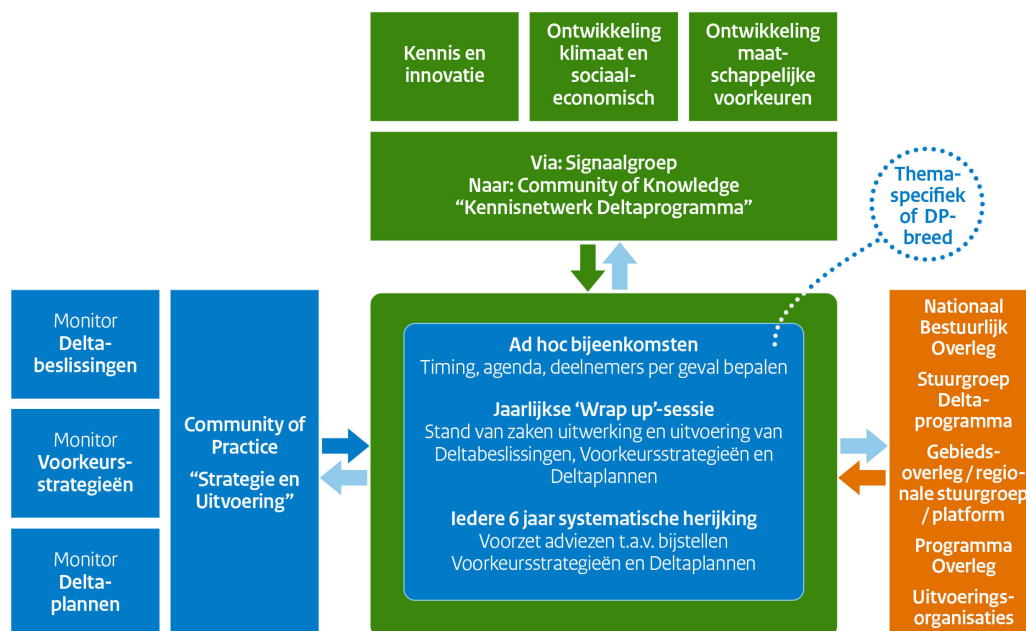 Kennis en
innovatie
Ontwikkeling
klimaat en
sociaal-
economisch
Ontwikkeling
maat-
schappelijke
voorkeuren
Via: Signaalgroep
Naar: Community of Knowledge
“Kennisnetwerk Deltaprogramma”
Thema-
specifiek
of DP-
breed
Monitor
Delta-
beslissingen
Monitor
Voorkeurs-
strategieën
Monitor
Delta-
plannen
Community of
Practice
“Strategie en
Uitvoering”
Ad hoc bijeenkomsten
Timing, agenda, deelnemers per geval bepalen
Jaarlijkse ‘Wrap up’-sessie
Stand van zaken uitwerking en uitvoering van
Deltabeslissingen, Voorkeursstrategieën en
Deltaplannen
Iedere 6 jaar systematische herijking
Voorzet adviezen t.a.v. bijstellen
Voorkeursstrategieën en Deltaplannen
Nationaal
Bestuurlijk
Overleg
Stuurgroep
Delta-
programma
Gebieds-
overleg / regio-
nale stuurgroep
/ platform
Programma
Overleg
Uitvoerings-
organisaties